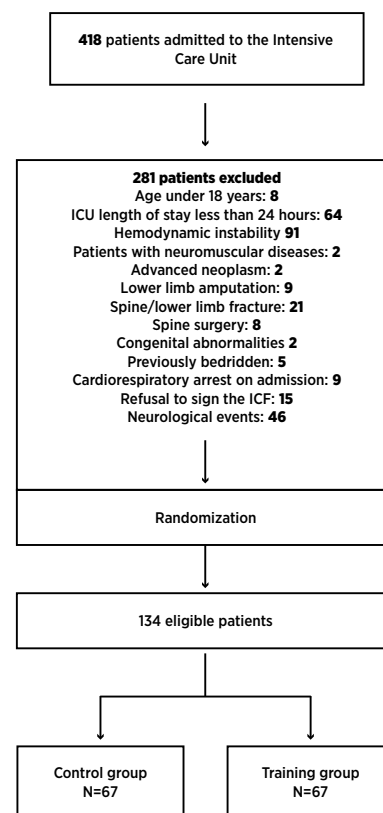 418 patients admitted to the Intensive
Care Unit
281 patients excluded
Age under 18 years: 8
ICU length of stay less than 24 hours: 64
Hemodynamic instability 91
Patients with neuromuscular diseases: 2
Advanced neoplasm: 2
Lower limb amputation: 9
Spine/lower limb fracture: 21
Spine surgery: 8
Congenital abnormalities 2
Previously bedridden: 5
Cardiorespiratory arrest on admission: 9
Refusal to sign the ICF: 15
Neurological events: 46
Randomization
134 eligible patients
Control group
N=67
Training group
N=67